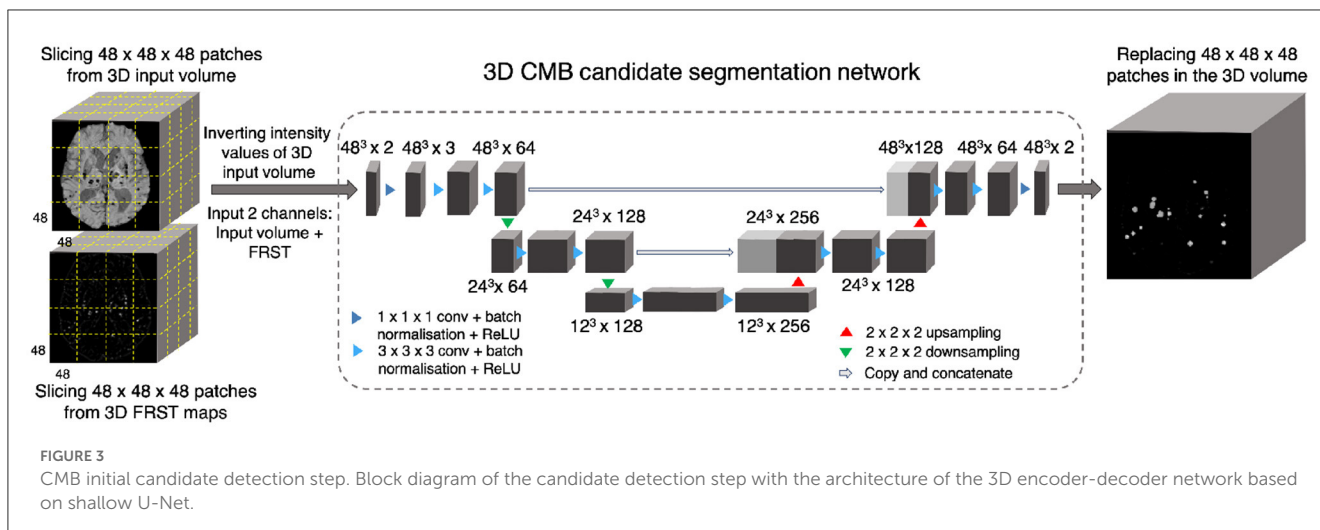 Slicing 48 x 48 x 48 patches
from 3D input volume
48
48
48
48
Slicing 48 x 48 x 48 patches
from 3D FRST maps
Inverting intensity
values of 3D
input volume
Input 2 channels:
Input volume +
FRST
3D CMB candidate segmentation network
48³ x 2
48³ x 3
48³ x 64
24³ x 64
24³ x 128
12³ x 128
12³ x 256
24³ x 256
24³ x 128
48³x128
48³x 64
48³x 2
1 x 1 x 1 conv + batch
normalisation + ReLU
3 x 3 x 3 conv + batch
normalisation + ReLU
2 x 2 x 2 upsampling
2 x 2 x 2 downsampling
Copy and concatenate
Replacing 48 x 48 x 48
patches in the 3D volume
FIGURE 3
CMB initial candidate detection step. Block diagram of the candidate detection step with the architecture of the 3D encoder-decoder network based
on shallow U-Net.